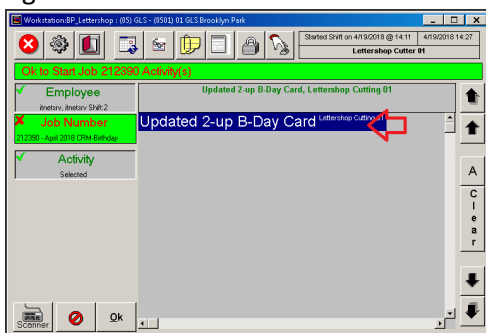 Workstation:BP_Lettershop : (05) GLS - (0501) 01 GLS Brooklyn Park
Started Shift on 4/19/2018 @ 14:11
4/19/2018 14:27
Lettershop Cutter 01
Ok to Start Job 212390 Activity(s)
Employee
itnetsrv, itnetsrv Shift:2
Updated 2-up B-Day Card, Lettershop Cutting 01
Job Number
212390 - April 2018 CRM-Birthday
Updated 2-up B-Day Card Lettershop Cutting 01
Activity
Selected
A
C
l
e
a
r
Scanner
Ok